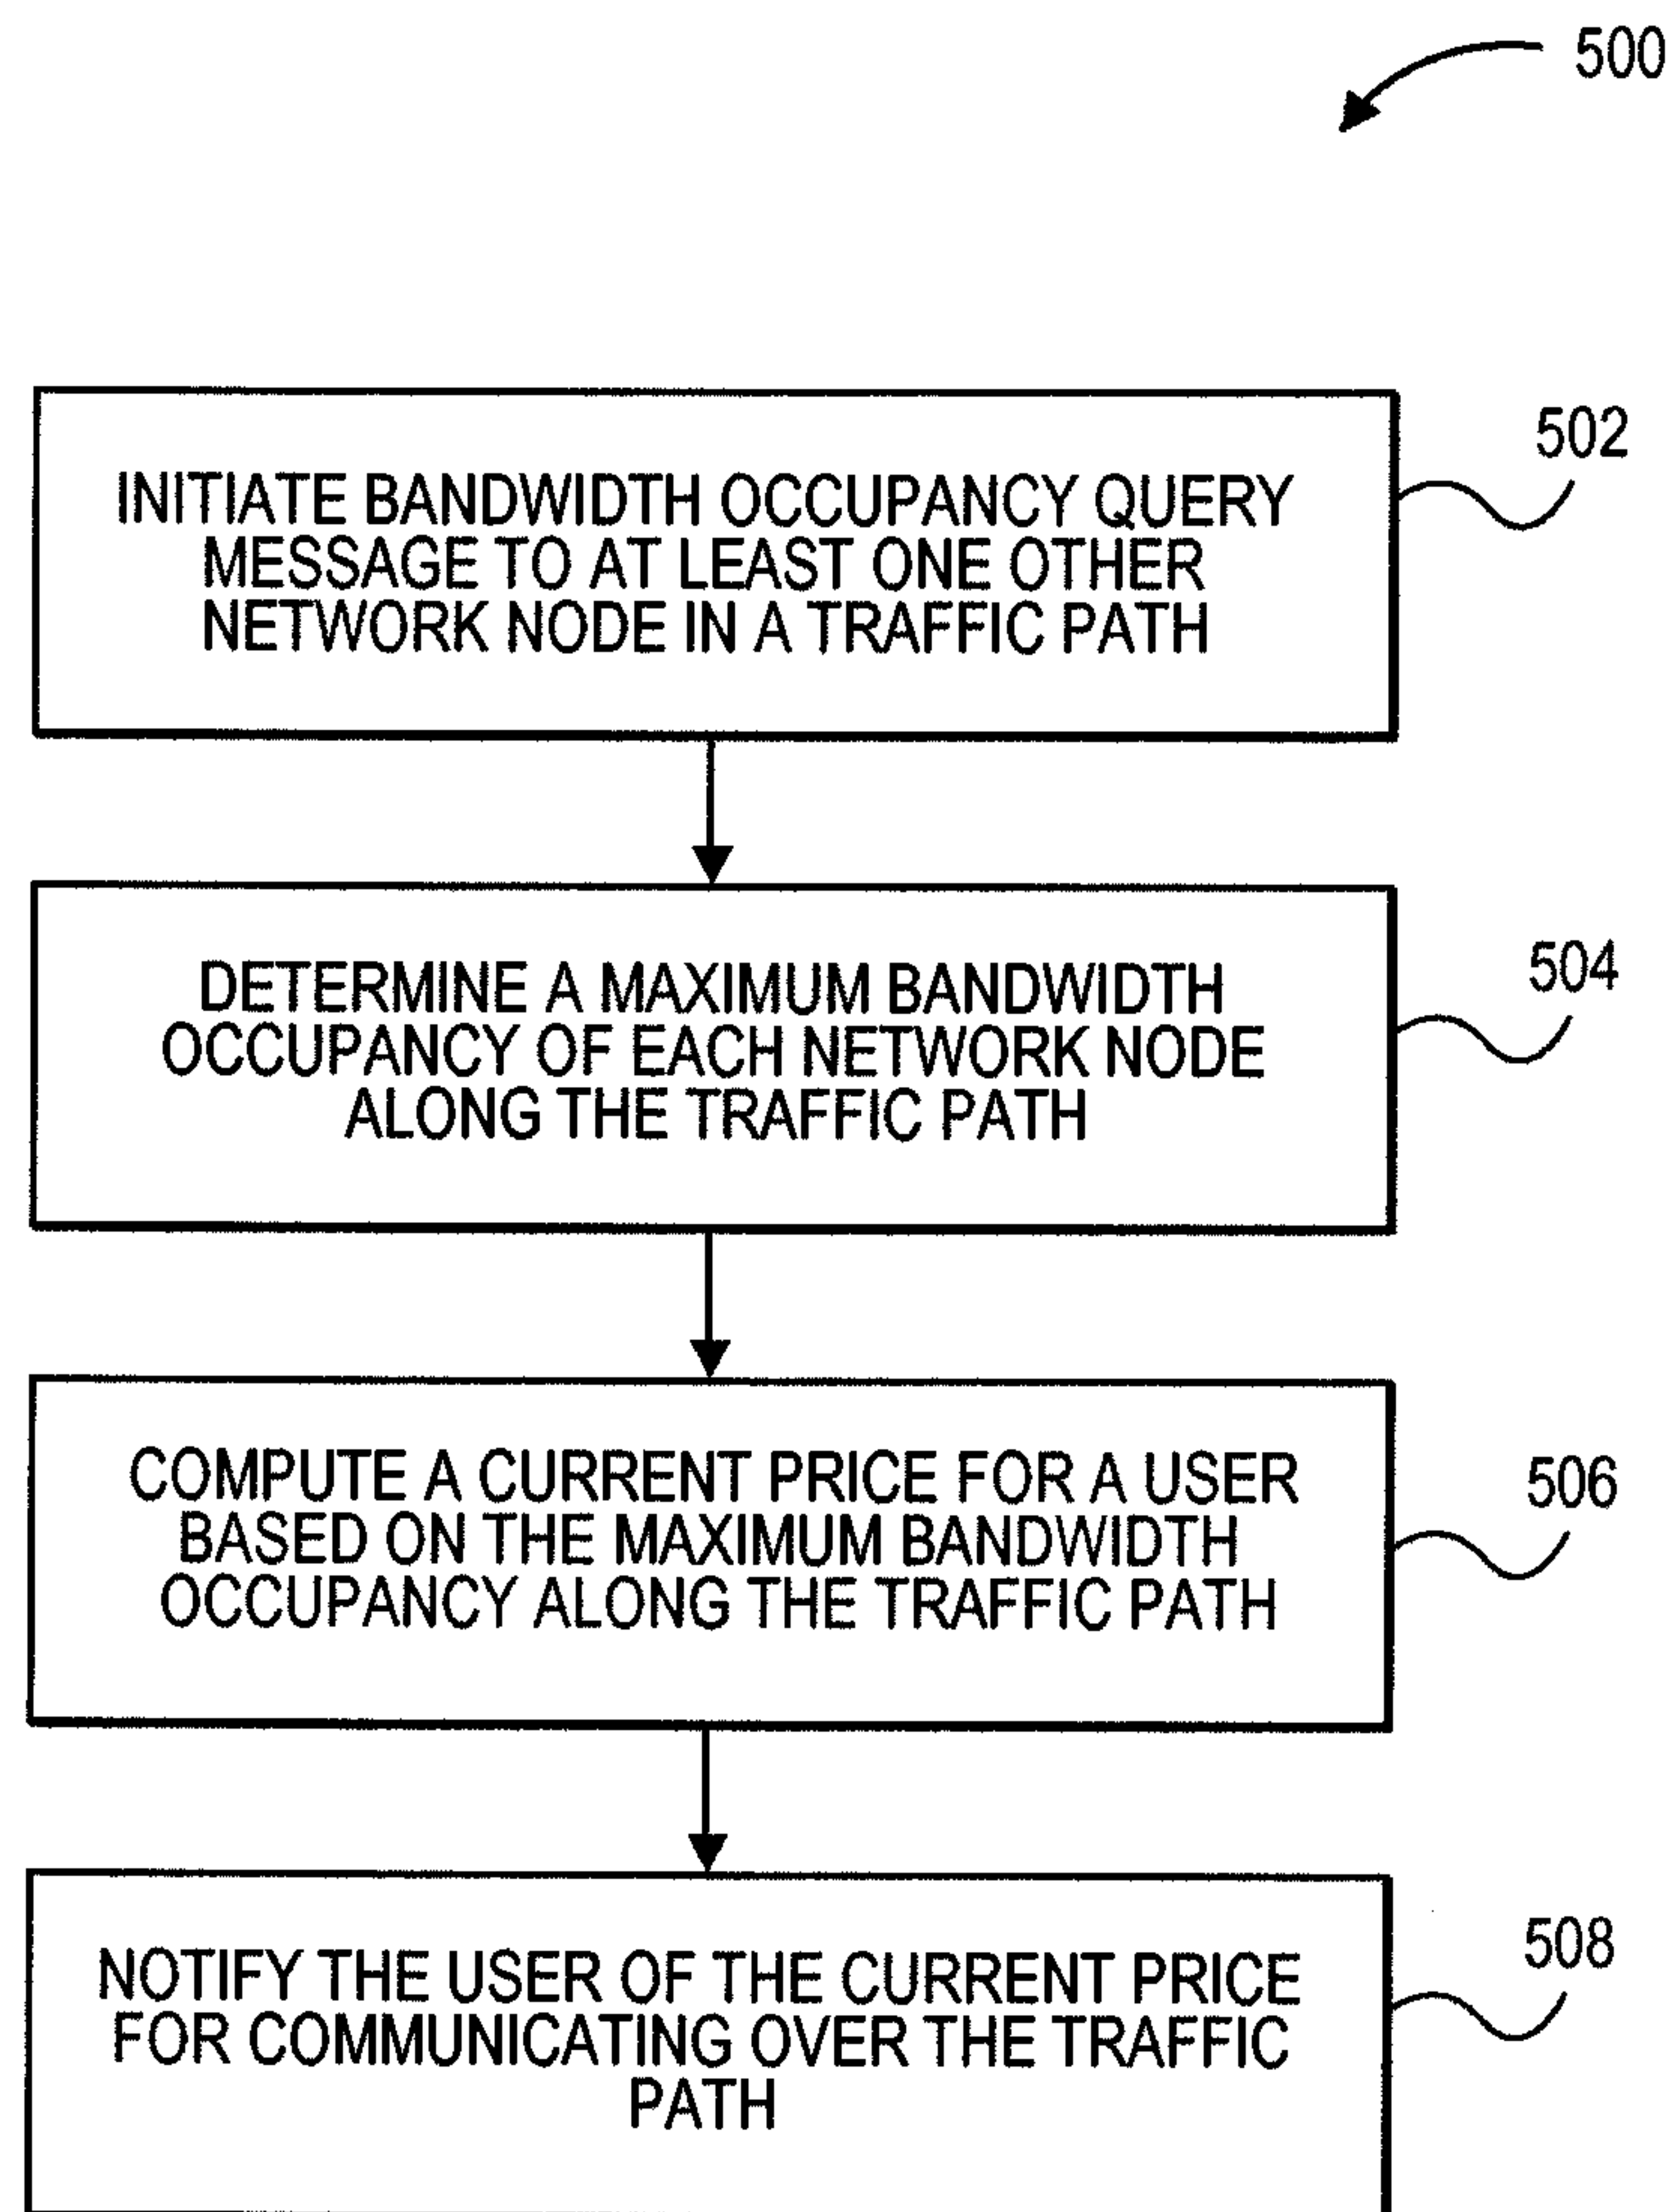 500
INITIATE BANDWIDTH OCCUPANCY QUERY
MESSAGE TO AT LEAST ONE OTHER
NETWORK NODE IN A TRAFFIC PATH
502
DETERMINE A MAXIMUM BANDWIDTH
OCCUPANCY OF EACH NETWORK NODE
ALONG THE TRAFFIC PATH
504
COMPUTE A CURRENT PRICE FOR A USER
BASED ON THE MAXIMUM BANDWIDTH
OCCUPANCY ALONG THE TRAFFIC PATH
506
NOTIFY THE USER OF THE CURRENT PRICE
FOR COMMUNICATING OVER THE TRAFFIC
PATH
508